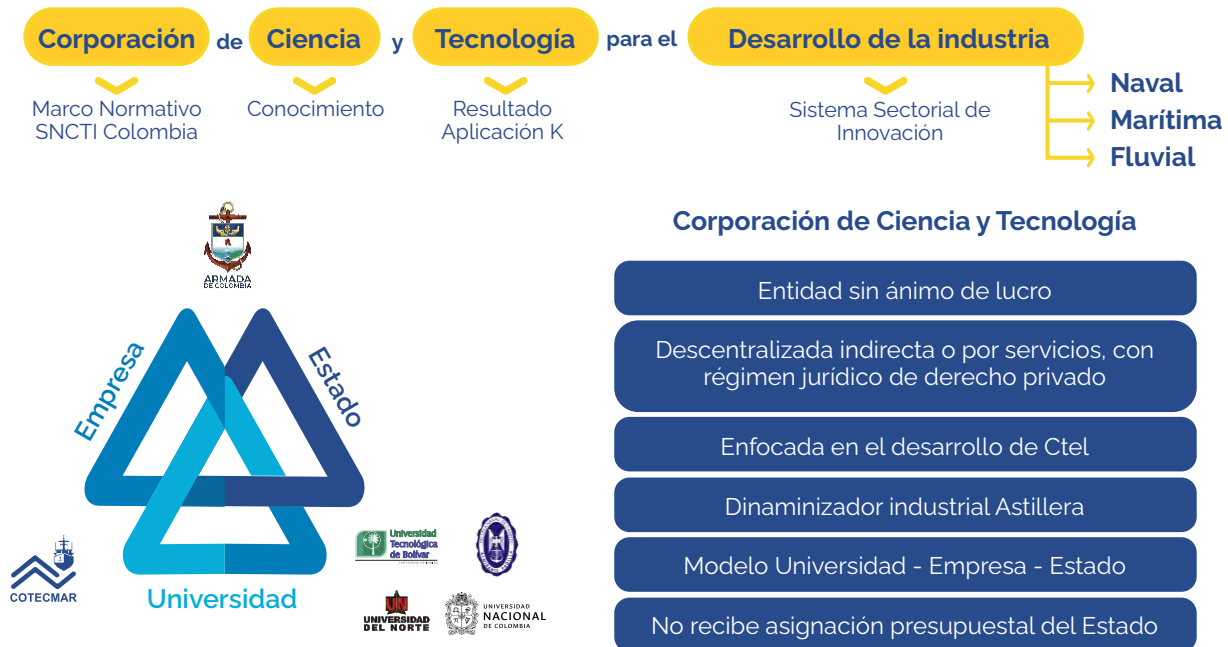 Corporación de Ciencia y Tecnología para el Desarrollo de la industria
Marco Normativo
SNCTI Colombia
Conocimiento
Resultado
Aplicación K
Sistema Sectorial de
Innovación
Naval
Marítima
Fluvial
ARMADA
DE COLOMBIA
Empresa
Estado
Universidad
COTECMAR
Universidad
Tecnológica
de Bolívar
UN
UNIVERSIDAD
DEL NORTE
UNIVERSIDAD
NACIONAL
DE COLOMBIA
Corporación de Ciencia y Tecnología
Entidad sin ánimo de lucro
Descentralizada indirecta o por servicios, con
régimen jurídico de derecho privado
Enfocada en el desarrollo de CteI
Dinaminizador industrial Astillera
Modelo Universidad - Empresa - Estado
No recibe asignación presupuestal del Estado